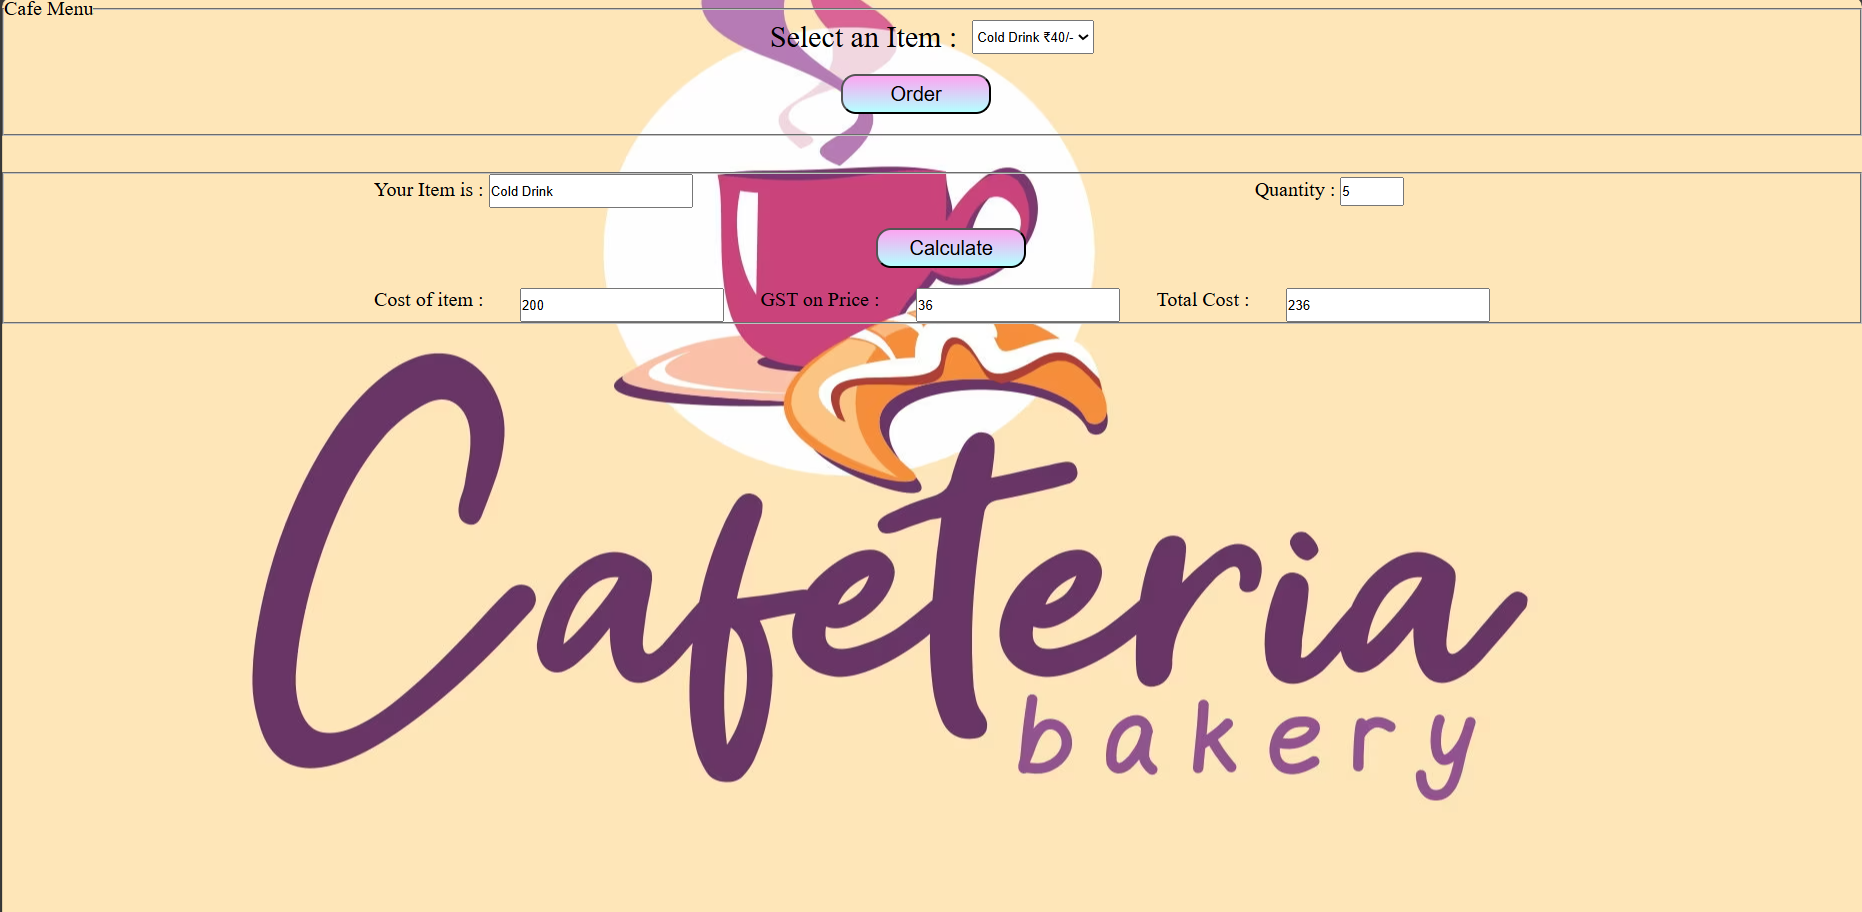 Cafe Menu
Select an Item : Cold Drink ₹40/-
Order
Your Item is : Cold Drink Quantity : 5
Calculate
Cost of item : 200 GST on Price : 36 Total Cost : 236
Cafeteria
bakery